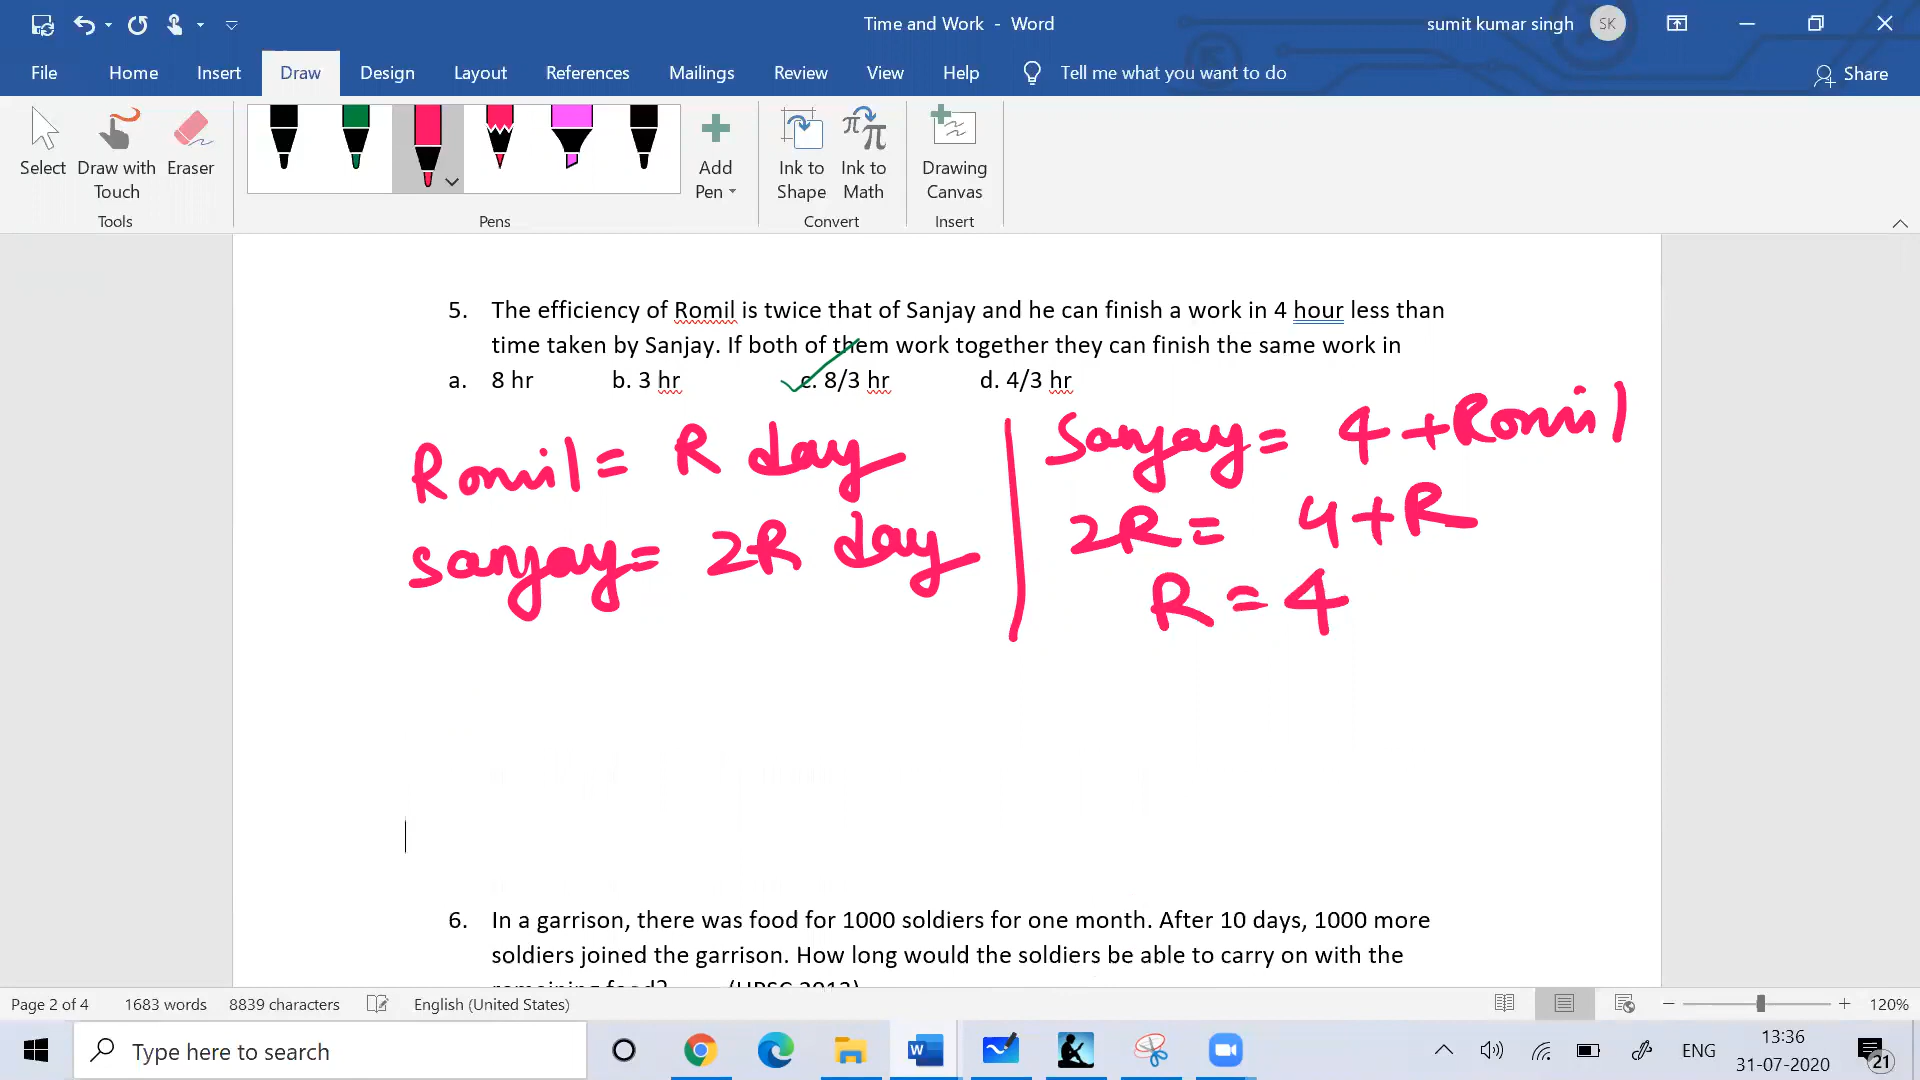 Time and Work - Word
sumit kumar singh
SK
File Home Insert Draw Design Layout References Mailings Review View Help Tell me what you want to do Share
Select Draw with Touch Eraser Add Pen Ink to Shape Ink to Math Drawing Canvas
Tools Pens Convert Insert
5. The efficiency of Romil is twice that of Sanjay and he can finish a work in 4 hour less than
time taken by Sanjay. If both of them work together they can finish the same work in
a. 8 hr b. 3 hr c. 8/3 hr d. 4/3 hr
Romil = R day
Sanjay = 2R day
Sanjay = 4 + Romil
2R = 4 + R
R = 4
6. In a garrison, there was food for 1000 soldiers for one month. After 10 days, 1000 more
soldiers joined the garrison. How long would the soldiers be able to carry on with the
remaining food? (UPSC 2013)
Page 2 of 4 1683 words 8839 characters English (United States) 120%
Type here to search
ENG
13:36
31-07-2020
21